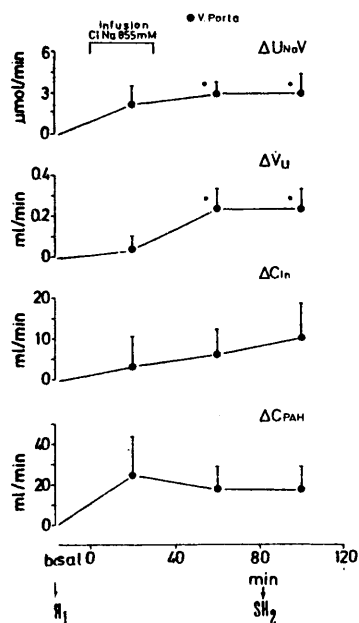 Infusion
ClNa 855mM
V. Porta
ΔUNaV
μmol/min
6
3
0
ΔV̇u
ml/min
0.4
0.2
0
ΔCIn
ml/min
20
10
0
ΔCPAH
ml/min
40
20
0
basal 0 40 80 120
min
SH2